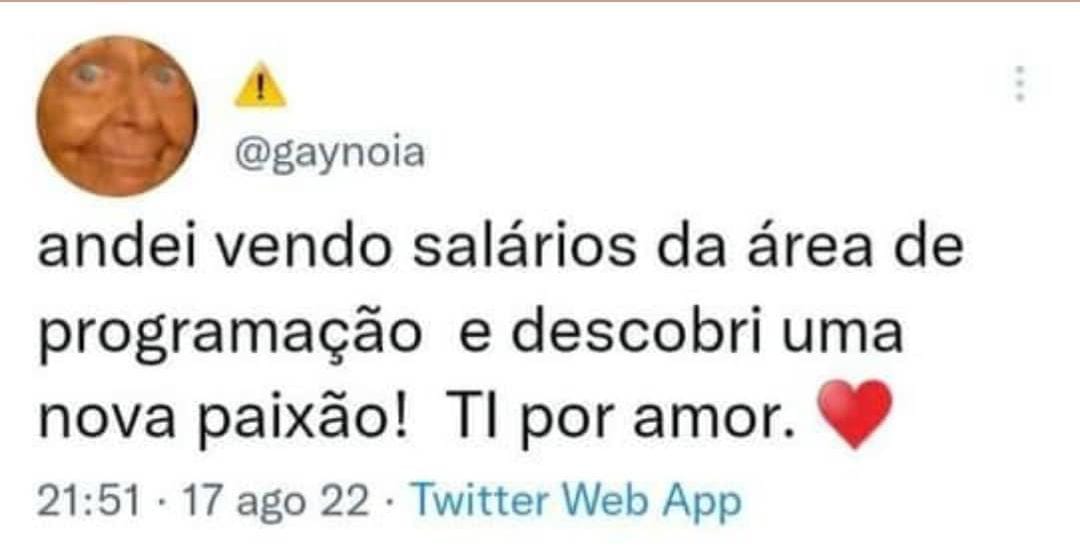 ⚠️
@gaynoia
andei vendo salários da área de
programação e descobri uma
nova paixão! TI por amor. ♥️
21:51 · 17 ago 22 · Twitter Web App